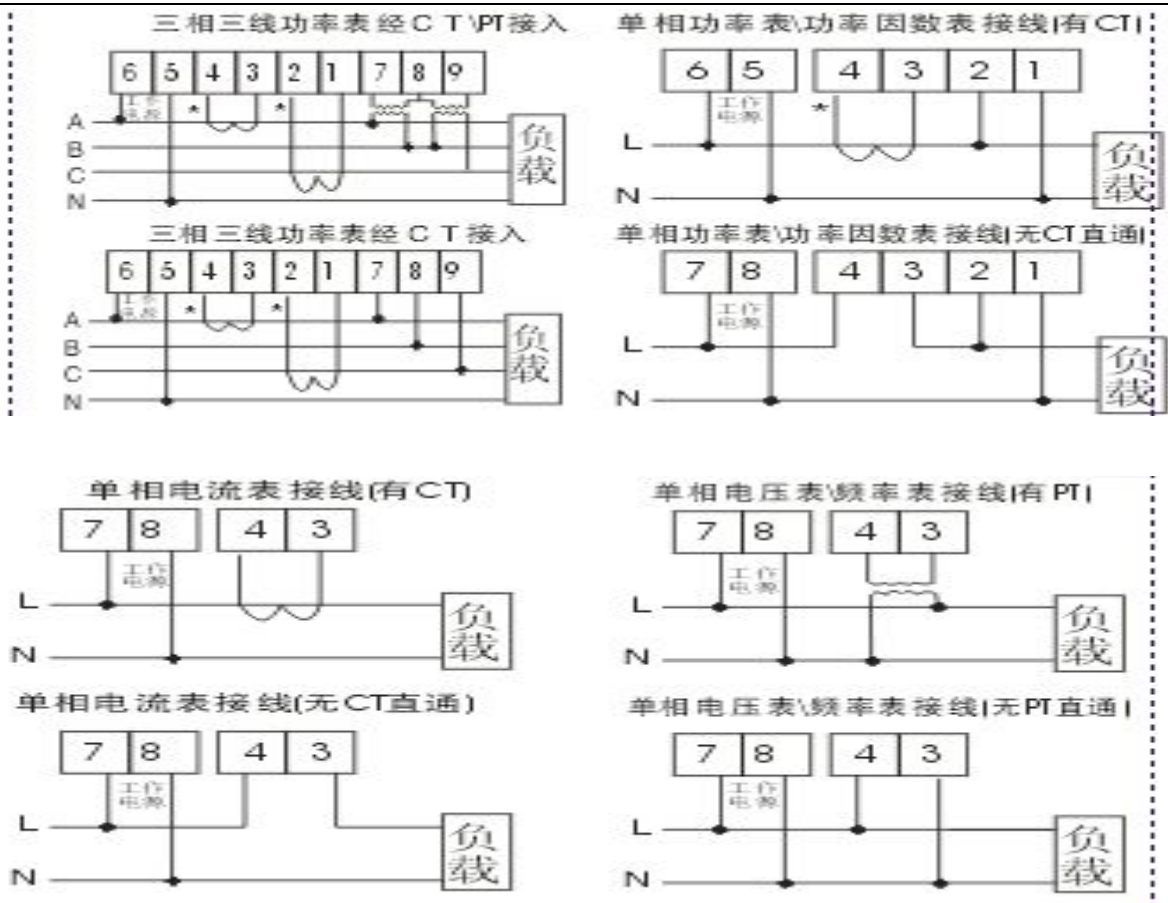 三相三线功率表经CT\PT接入
6 5 4 3 2 1 7 8 9
工作
电源
* *
A
B
C
N
负
载
单相功率表\功率因数表接线(有CT)
6 5 4 3 2 1
工作
电源
*
L
N
负
载
三相三线功率表经CT接入
6 5 4 3 2 1 7 8 9
工作
电源
* *
A
B
C
N
负
载
单相功率表\功率因数表接线(无CT直通)
7 8 4 3 2 1
工作
电源
L
N
负
载
单相电流表接线(有CT)
7 8 4 3
工作
电源
L
N
负
载
单相电压表\频率表接线(有PT)
7 8 4 3
工作
电源
L
N
负
载
单相电流表接线(无CT直通)
7 8 4 3
工作
电源
L
N
负
载
单相电压表\频率表接线(无PT直通)
7 8 4 3
工作
电源
L
N
负
载